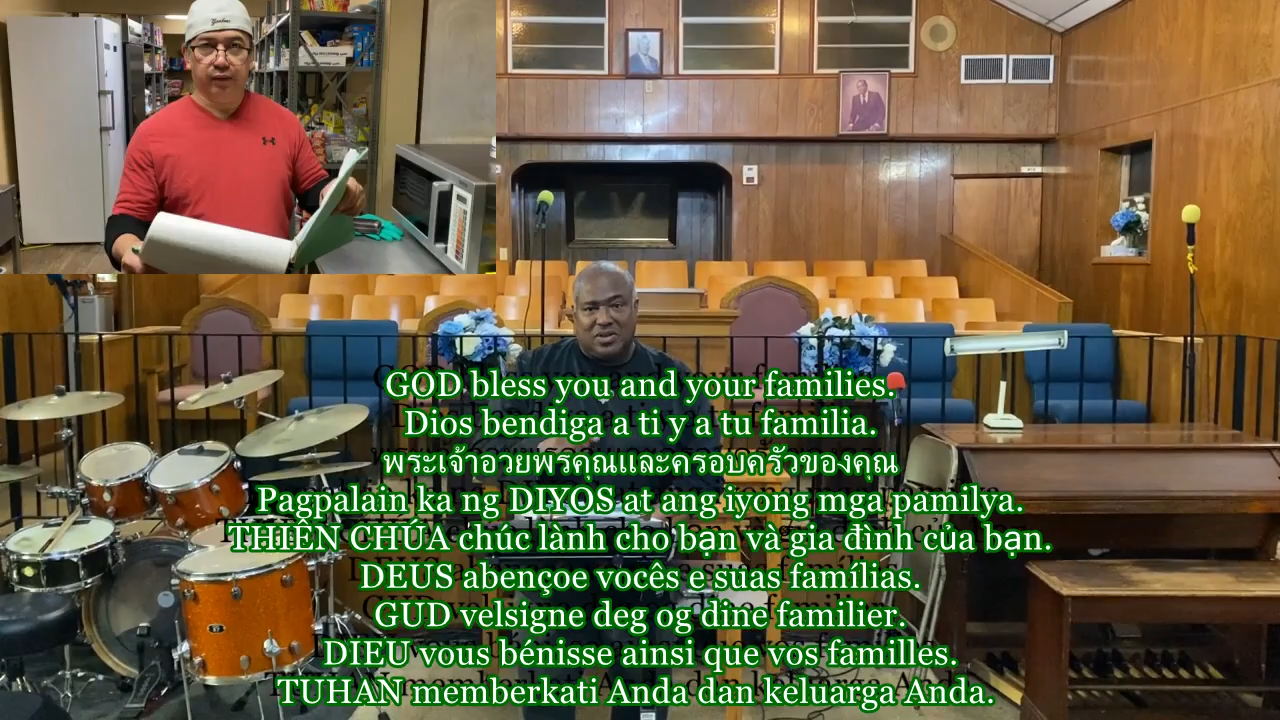 Yankees
GOD bless you and your families.
Dios bendiga a ti y a tu familia.
พระเจ้าอวยพรคุณและครอบครัวของคุณ
Pagpalain ka ng DIYOS at ang iyong mga pamilya.
THIÊN CHÚA chúc lành cho bạn và gia đình của bạn.
DEUS abençoe vocês e suas famílias.
GUD velsigne deg og dine familier.
DIEU vous bénisse ainsi que vos familles.
TUHAN memberkati Anda dan keluarga Anda.